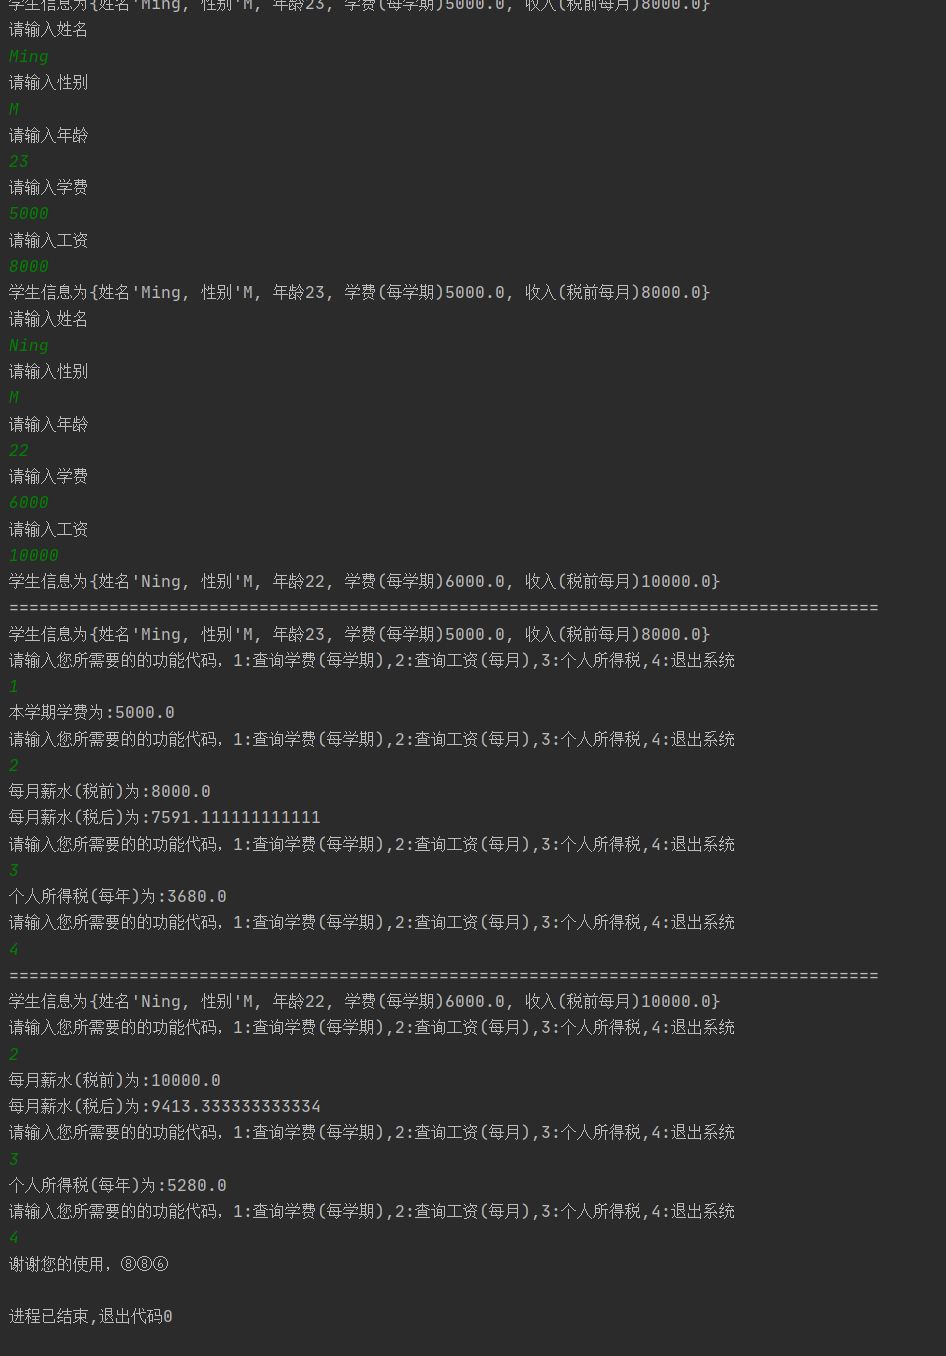 学生信息为{姓名'Ming, 性别'M, 年龄23, 学费(每学期)5000.0, 收入(税前每月)8000.0}
请输入姓名
Ming
请输入性别
M
请输入年龄
23
请输入学费
5000
请输入工资
8000
学生信息为{姓名'Ming, 性别'M, 年龄23, 学费(每学期)5000.0, 收入(税前每月)8000.0}
请输入姓名
Ning
请输入性别
M
请输入年龄
22
请输入学费
6000
请输入工资
10000
学生信息为{姓名'Ning, 性别'M, 年龄22, 学费(每学期)6000.0, 收入(税前每月)10000.0}
=======================================================================================
学生信息为{姓名'Ming, 性别'M, 年龄23, 学费(每学期)5000.0, 收入(税前每月)8000.0}
请输入您所需要的的功能代码，1:查询学费(每学期),2:查询工资(每月),3:个人所得税,4:退出系统
1
本学期学费为:5000.0
请输入您所需要的的功能代码，1:查询学费(每学期),2:查询工资(每月),3:个人所得税,4:退出系统
2
每月薪水(税前)为:8000.0
每月薪水(税后)为:7591.111111111111
请输入您所需要的的功能代码，1:查询学费(每学期),2:查询工资(每月),3:个人所得税,4:退出系统
3
个人所得税(每年)为:3680.0
请输入您所需要的的功能代码，1:查询学费(每学期),2:查询工资(每月),3:个人所得税,4:退出系统
4
=======================================================================================
学生信息为{姓名'Ning, 性别'M, 年龄22, 学费(每学期)6000.0, 收入(税前每月)10000.0}
请输入您所需要的的功能代码，1:查询学费(每学期),2:查询工资(每月),3:个人所得税,4:退出系统
2
每月薪水(税前)为:10000.0
每月薪水(税后)为:9413.333333333334
请输入您所需要的的功能代码，1:查询学费(每学期),2:查询工资(每月),3:个人所得税,4:退出系统
3
个人所得税(每年)为:5280.0
请输入您所需要的的功能代码，1:查询学费(每学期),2:查询工资(每月),3:个人所得税,4:退出系统
4
谢谢您的使用，⑧⑧⑥
进程已结束,退出代码0